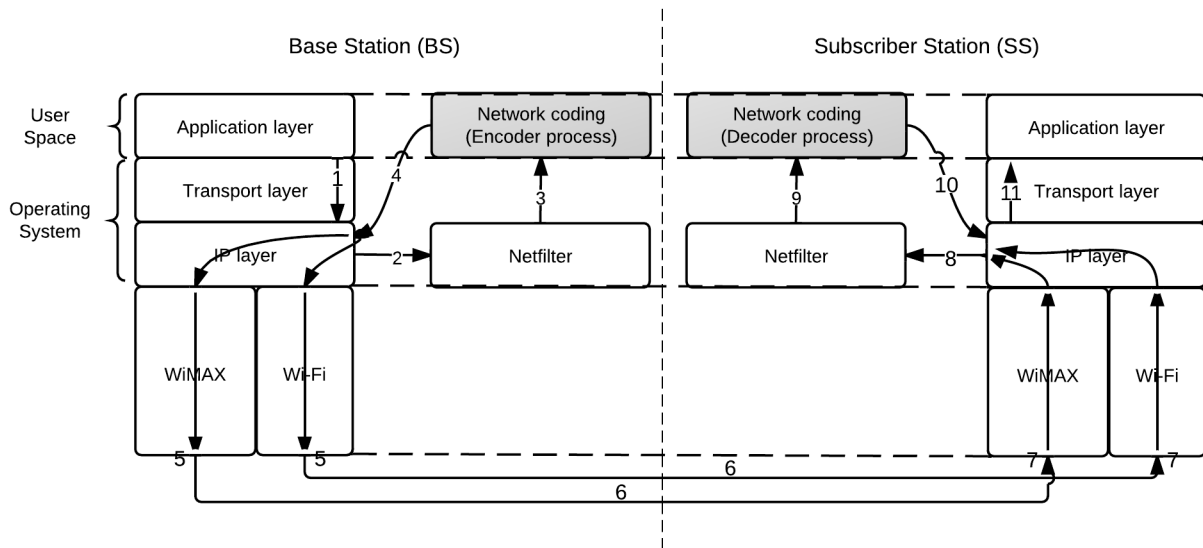 Base Station (BS)
Subscriber Station (SS)
User
Space
Application layer
Network coding
(Encoder process)
Network coding
(Decoder process)
Application layer
Operating
System
1
Transport layer
4
3
9
10
11
Transport layer
IP layer
2
Netfilter
Netfilter
8
IP layer
WiMAX
Wi-Fi
WiMAX
Wi-Fi
5
5
7
7
6
6